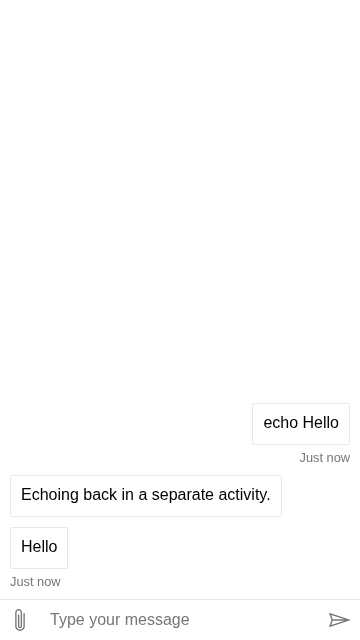 echo Hello
Just now
Echoing back in a separate activity.
Hello
Just now
Type your message